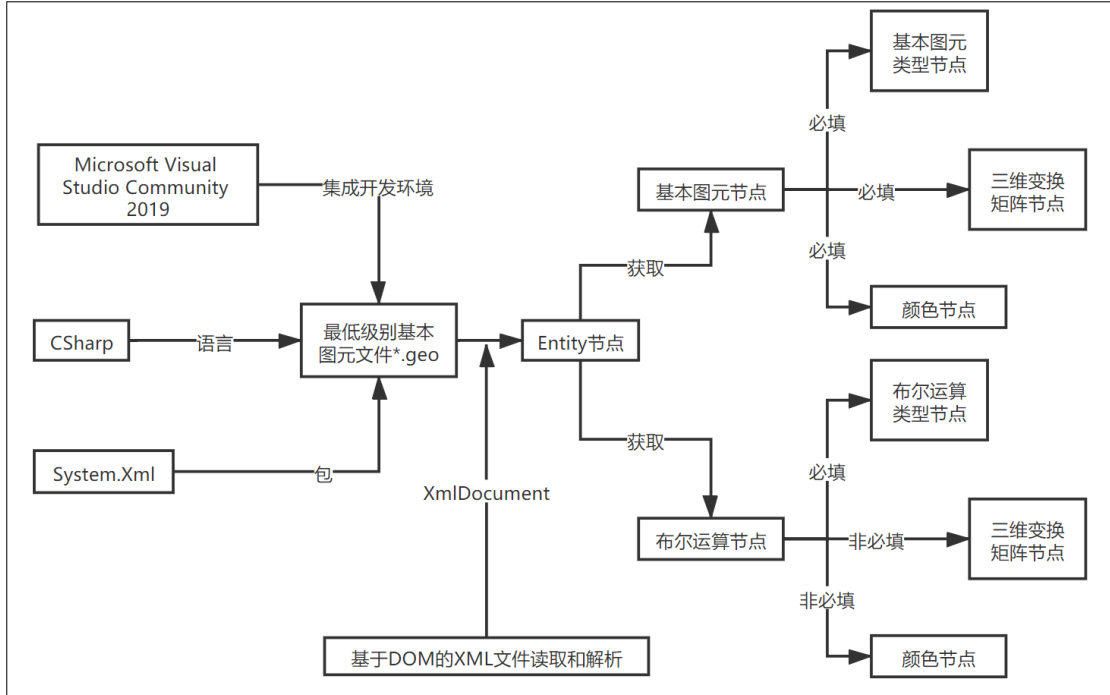 基本图元
类型节点
必填
Microsoft Visual
Studio Community
2019
集成开发环境
基本图元节点
必填
三维变换
矩阵节点
必填
获取
颜色节点
CSharp
语言
最低级别基本
图元文件*.geo
Entity节点
布尔运算
类型节点
获取
System.Xml
包
必填
XmlDocument
布尔运算节点
非必填
三维变换
矩阵节点
非必填
基于DOM的XML文件读取和解析
颜色节点